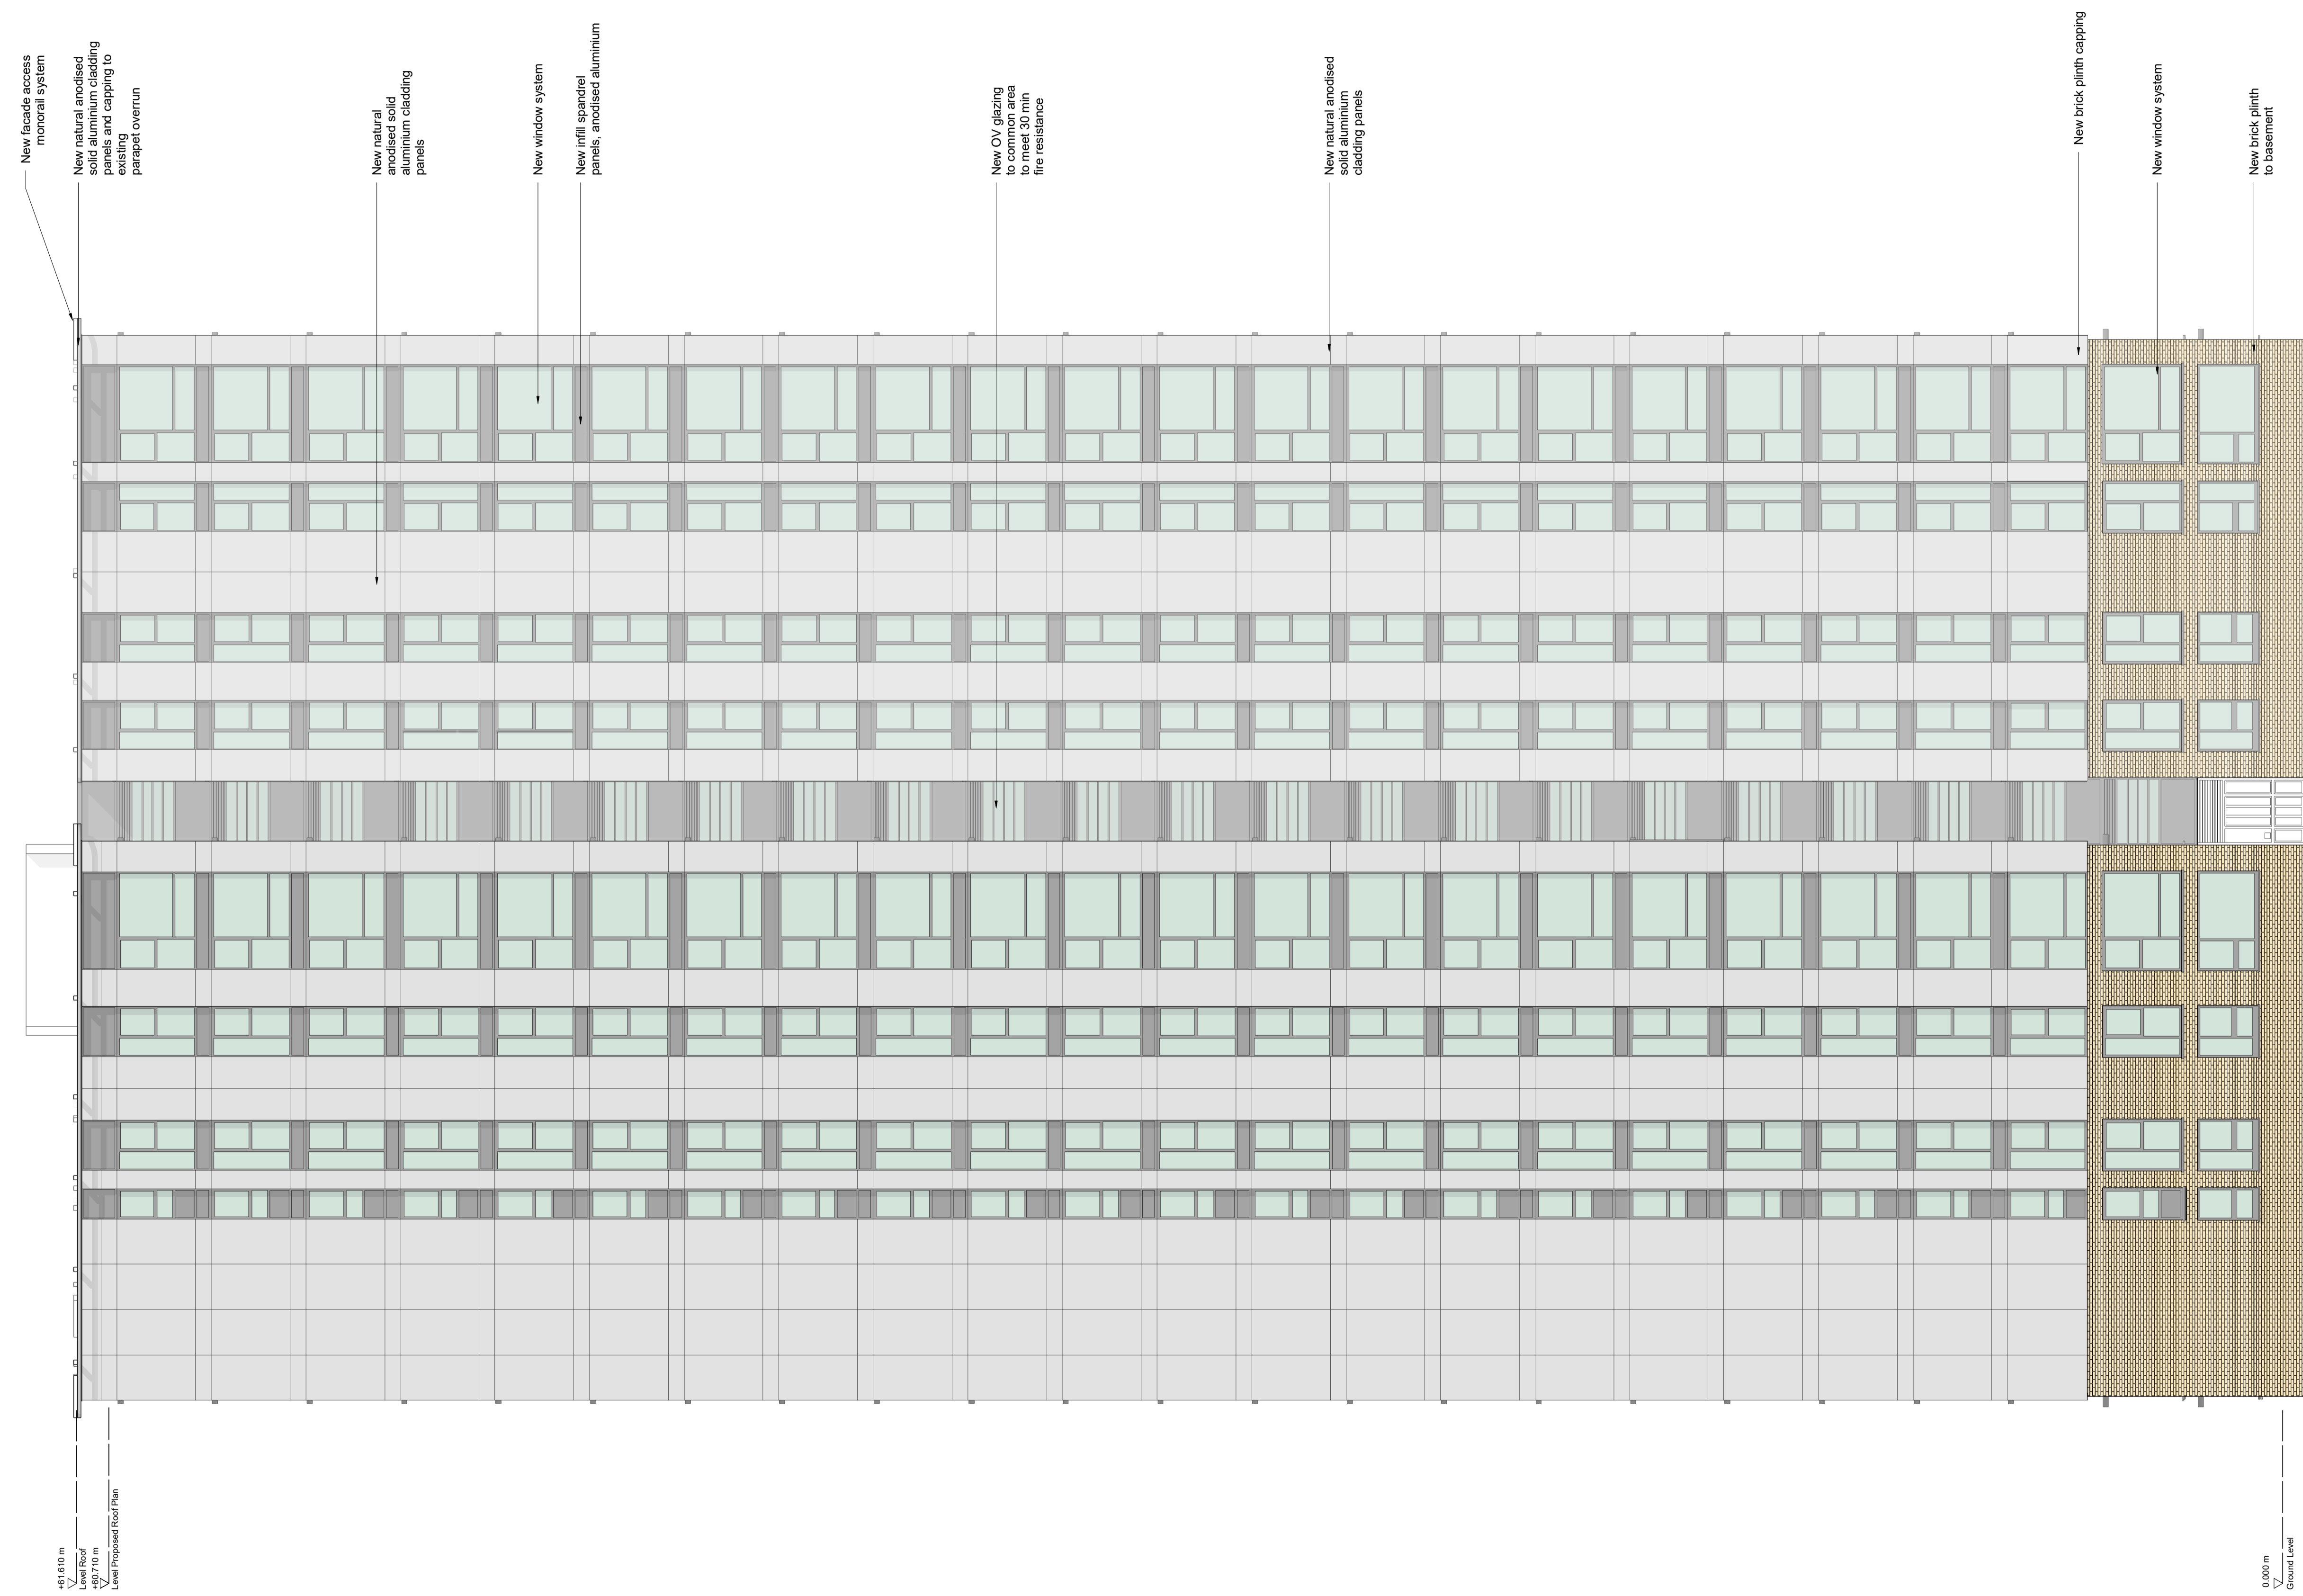 New facade access
monorail system
New natural anodised
solid aluminium cladding
panels and capping to
existing
parapet overrun
New natural
anodised solid
aluminium cladding
panels
New window system
New infill spandrel
panels, anodised aluminium
New OV glazing
to common area
to meet 30 min
fire resistance
New natural anodised
solid aluminium
cladding panels
New brick plinth capping
New window system
New brick plinth
to basement
+61.610 m
Level Roof
+60.710 m
Level Proposed Roof Plan
0.000 m
Ground Level